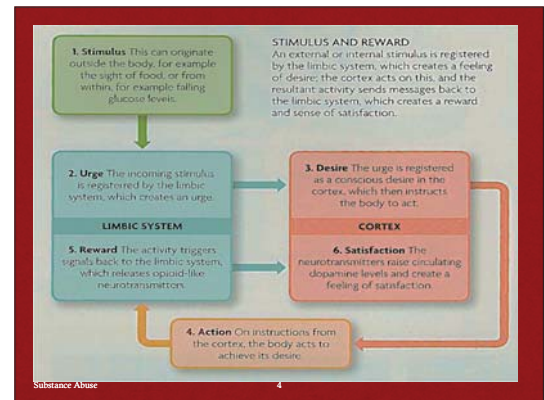 1. Stimulus This can originate
outside the body, for example
the sight of food, or from
within, for example falling
glucose levels.
STIMULUS AND REWARD
An external or internal stimulus is registered
by the limbic system, which creates a feeling
of desire; the cortex acts on this, and the
resultant activity sends messages back to
the limbic system, which creates a reward
and sense of satisfaction.
2. Urge The incoming stimulus
is registerred by the limbic
system, which creates an urge.
LIMBIC SYSTEM
5. Reward The activity triggers
signals back to the limbic system,
which releases opioid-like
neurotransmitters.
3. Desire The urge is registered
as a conscious desire in the
cortex, which then instructs
the body to act.
CORTEX
6. Satisfaction The
neurotransmitters raise circulating
dopamine levels and create a
feeling of satisfaction.
4. Action On instructions from
the cortex, the body acts to
achieve its desire.
Substance Abuse
4